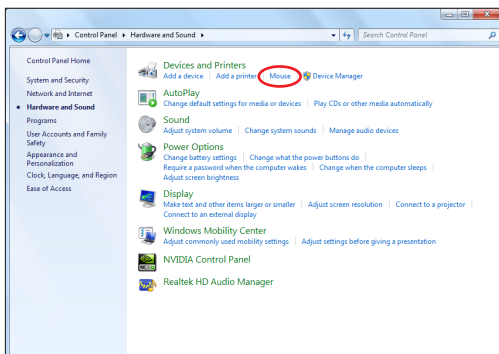 Control Panel ▸ Hardware and Sound ▸
Search Control Panel
Control Panel Home
System and Security
Network and Internet
Hardware and Sound
Programs
User Accounts and Family
Safety
Appearance and
Personalization
Clock, Language, and Region
Ease of Access
Devices and Printers
Add a device | Add a printer | Mouse | Device Manager
AutoPlay
Change default settings for media or devices | Play CDs or other media automatically
Sound
Adjust system volume | Change system sounds | Manage audio devices
Power Options
Change battery settings | Change what the power buttons do |
Require a password when the computer wakes | Change when the computer sleeps |
Adjust screen brightness
Display
Make text and other items larger or smaller | Adjust screen resolution | Connect to a projector |
Connect to an external display
Windows Mobility Center
Adjust commonly used mobility settings | Adjust settings before giving a presentation
NVIDIA Control Panel
Realtek HD Audio Manager